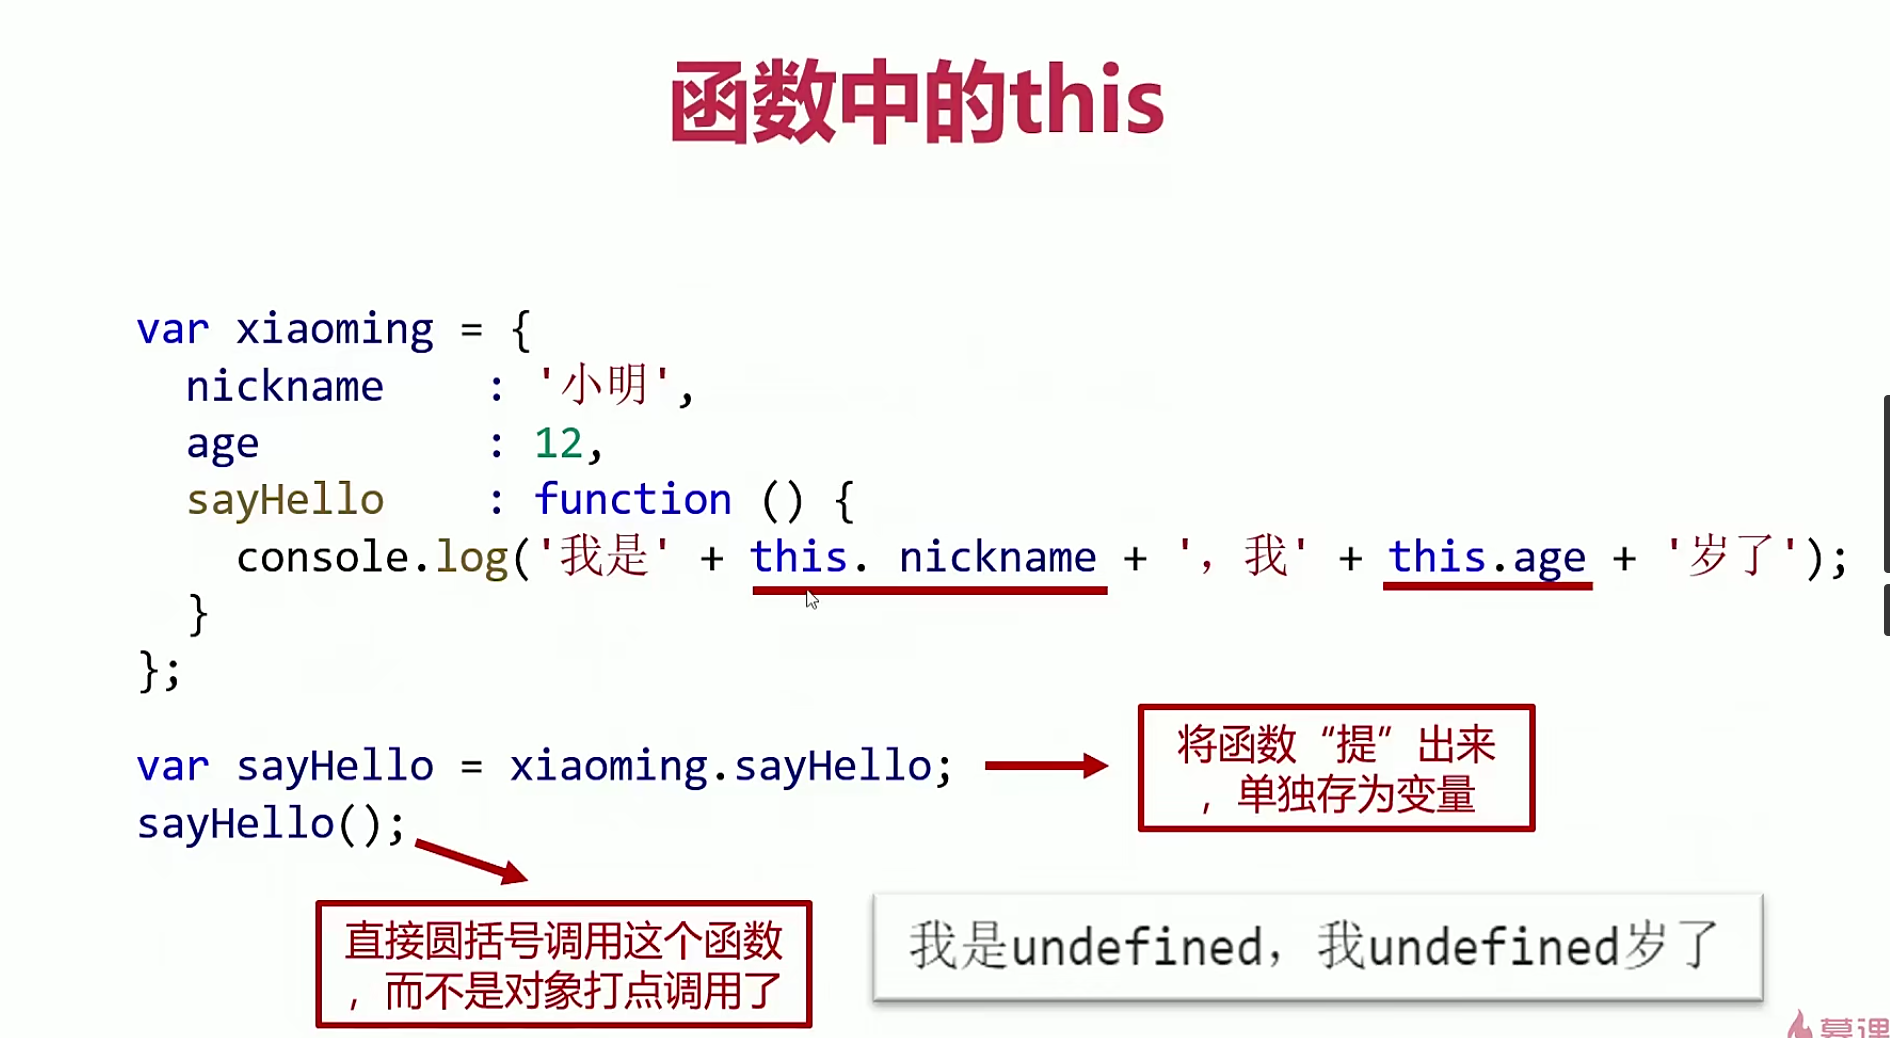 函数中的this
var xiaoming = {
nickname : '小明',
age : 12,
sayHello : function () {
console.log('我是' + this. nickname + '，我' + this.age + '岁了');
}
};
var sayHello = xiaoming.sayHello;
将函数“提”出来
，单独存为变量
sayHello();
直接圆括号调用这个函数
，而不是对象打点调用了
我是undefined，我undefined岁了
慕课